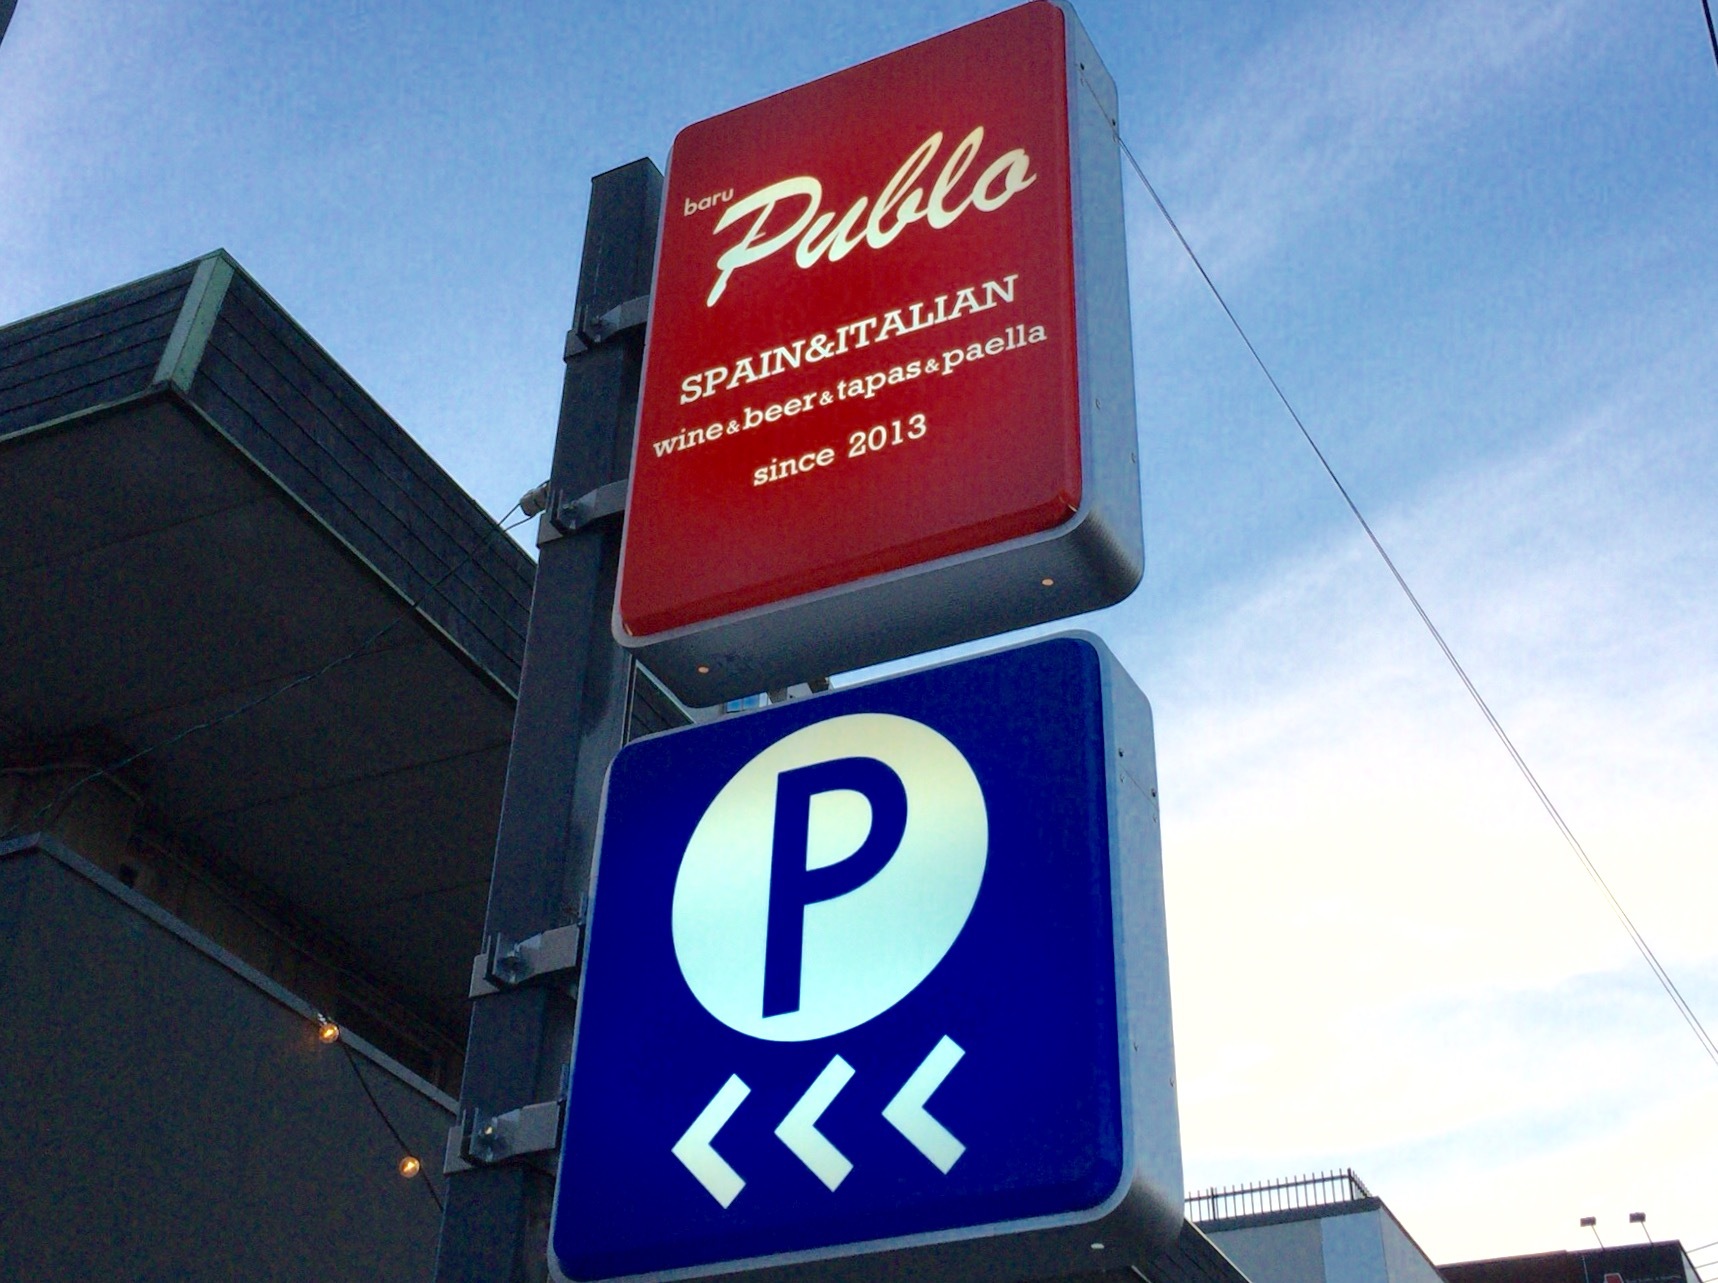 baru
Publo
SPAIN&ITALIAN
wine&beer&tapas&paella
since 2013
P